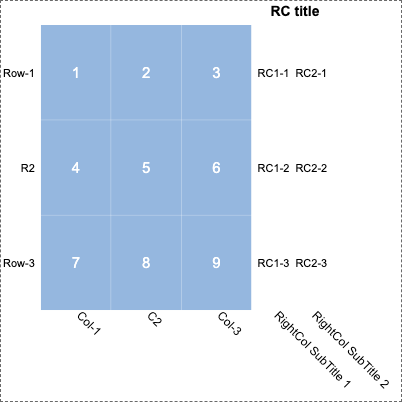 RC title
Row-1 1 2 3 RC1-1 RC2-1
R2 4 5 6 RC1-2 RC2-2
Row-3 7 8 9 RC1-3 RC2-3
Col-1 C2 Col-3 RightCol SubTitle 1 RightCol SubTitle 2